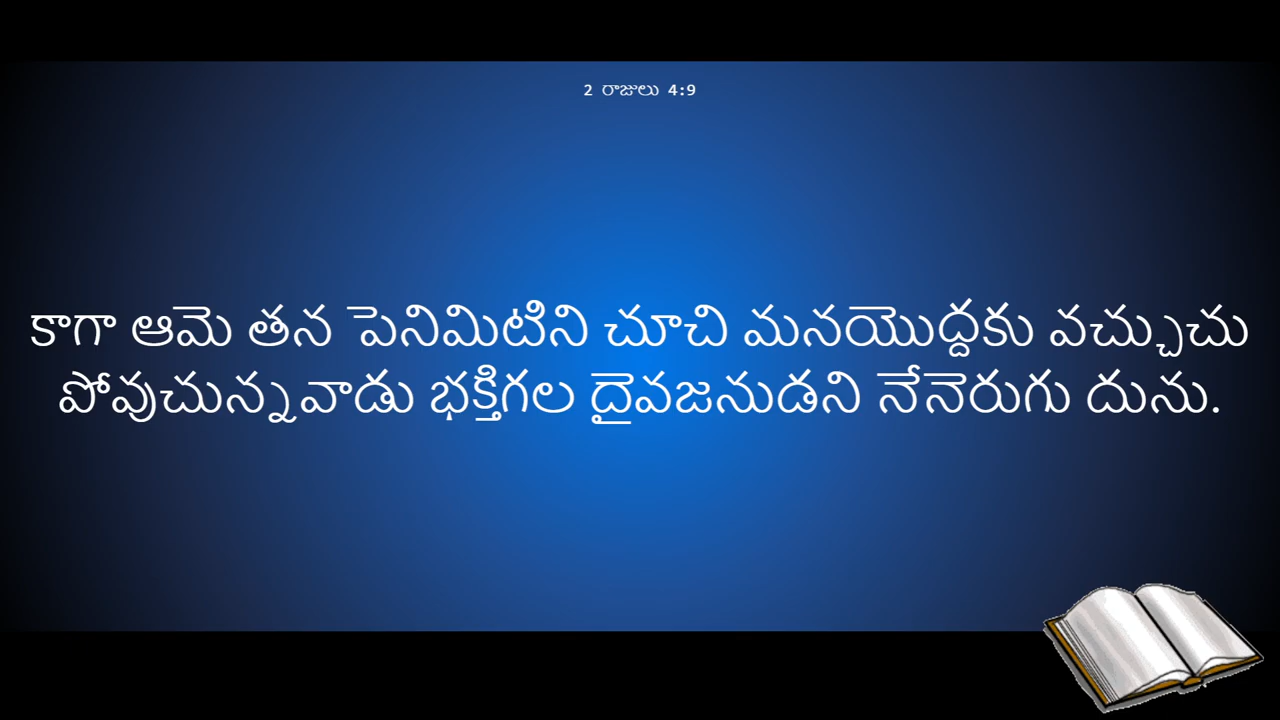 2 రాజులు 4:9
కాగా ఆమె తన పెనిమిటిని చూచి మనయొద్దకు వచ్చుచు
పోవుచున్నవాడు భక్తిగల దైవజనుడని నేనెరుగు దును.